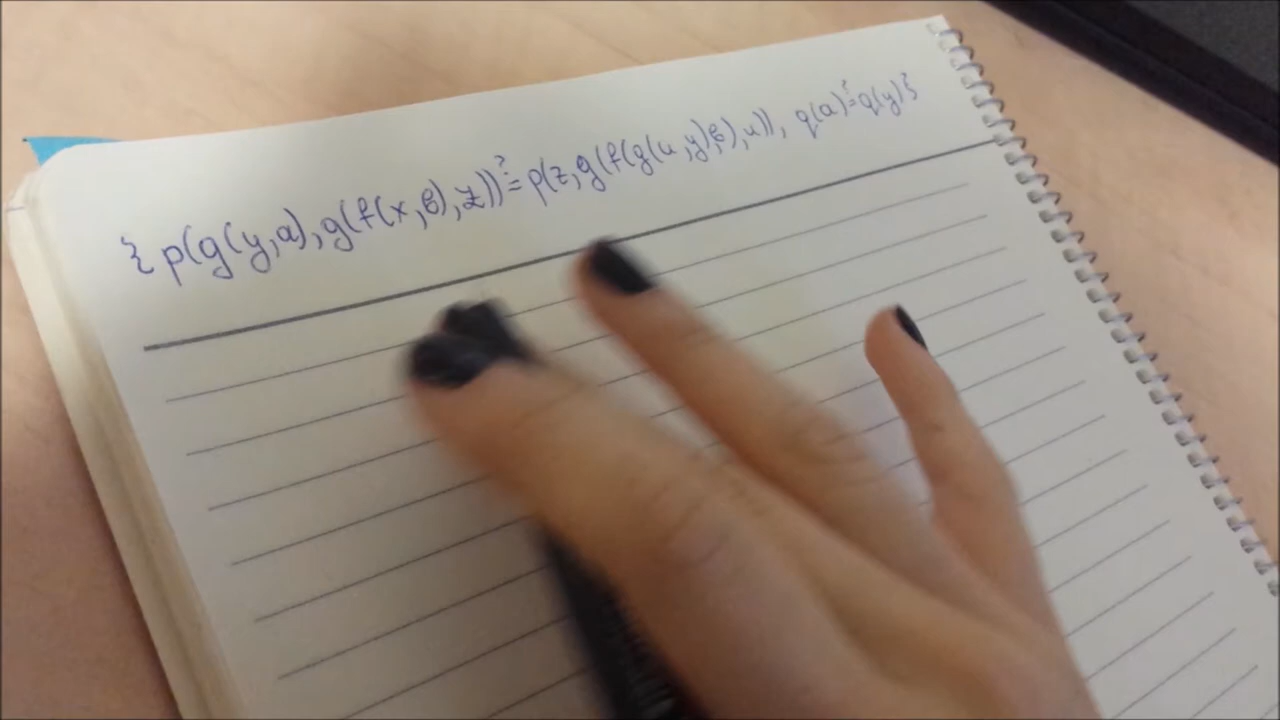 { p(g(y,a),g(f(x,b),z)) ≟ p(z,g(f(g(u,y),b),u)), q(a) ≟ q(y) }